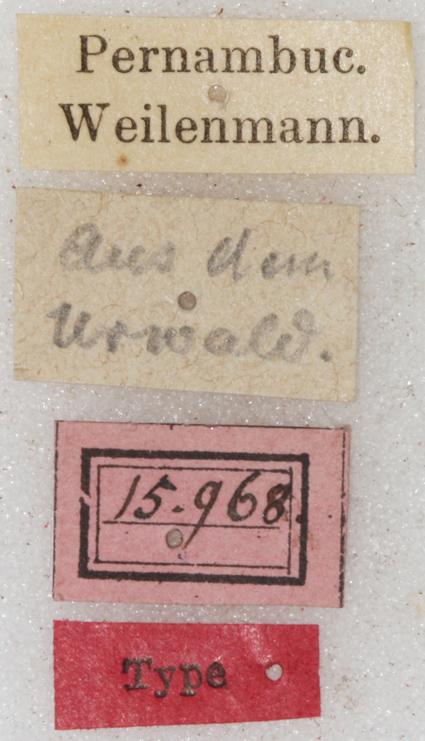 Pernambuc.
Weilenmann.
Aus dem
Urwald.
15.968.
Type